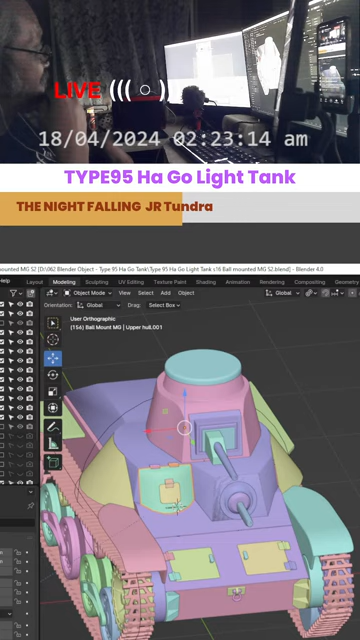 LIVE ((( ))
18/04/2024 02:23:14 am
TYPE95 Ha Go Light Tank
THE NIGHT FALLING JR Tundra
mounted MG S2 [D:\062 Blender Object - Type 95 Ha Go Tank\Type 95 Ha Go Light Tank s16 Ball mounted MG S2.blend] - Blender 4.0
Help Layout Modeling Sculpting UV Editing Texture Paint Shading Animation Rendering Compositing Geometry
Object Mode View Select Add Object Global
Orientation: Global Drag: Select Box
User Orthographic
(156) Ball Mount MG | Upper hull.001